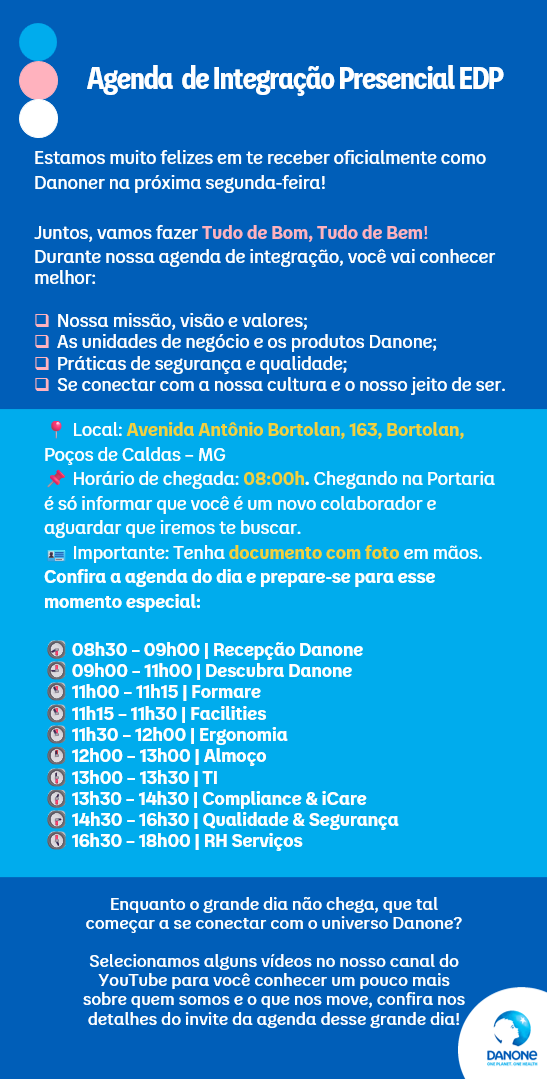 Agenda de Integração Presencial EDP
Estamos muito felizes em te receber oficialmente como
Danoner na próxima segunda-feira!
Juntos, vamos fazer Tudo de Bom, Tudo de Bem!
Durante nossa agenda de integração, você vai conhecer
melhor:
❑ Nossa missão, visão e valores;
❑ As unidades de negócio e os produtos Danone;
❑ Práticas de segurança e qualidade;
❑ Se conectar com a nossa cultura e o nosso jeito de ser.
📍 Local: Avenida Antônio Bortolan, 163, Bortolan,
Poços de Caldas – MG
📌 Horário de chegada: 08:00h. Chegando na Portaria
é só informar que você é um novo colaborador e
aguardar que iremos te buscar.
🪪 Importante: Tenha documento com foto em mãos.
Confira a agenda do dia e prepare-se para esse
momento especial:
08h30 – 09h00 | Recepção Danone
09h00 – 11h00 | Descubra Danone
11h00 – 11h15 | Formare
11h15 – 11h30 | Facilities
11h30 – 12h00 | Ergonomia
12h00 – 13h00 | Almoço
13h00 – 13h30 | TI
13h30 – 14h30 | Compliance & iCare
14h30 – 16h30 | Qualidade & Segurança
16h30 – 18h00 | RH Serviços
Enquanto o grande dia não chega, que tal
começar a se conectar com o universo Danone?
Selecionamos alguns vídeos no nosso canal do
YouTube para você conhecer um pouco mais
sobre quem somos e o que nos move, confira nos
detalhes do invite da agenda desse grande dia!
DANONE
ONE PLANET. ONE HEALTH